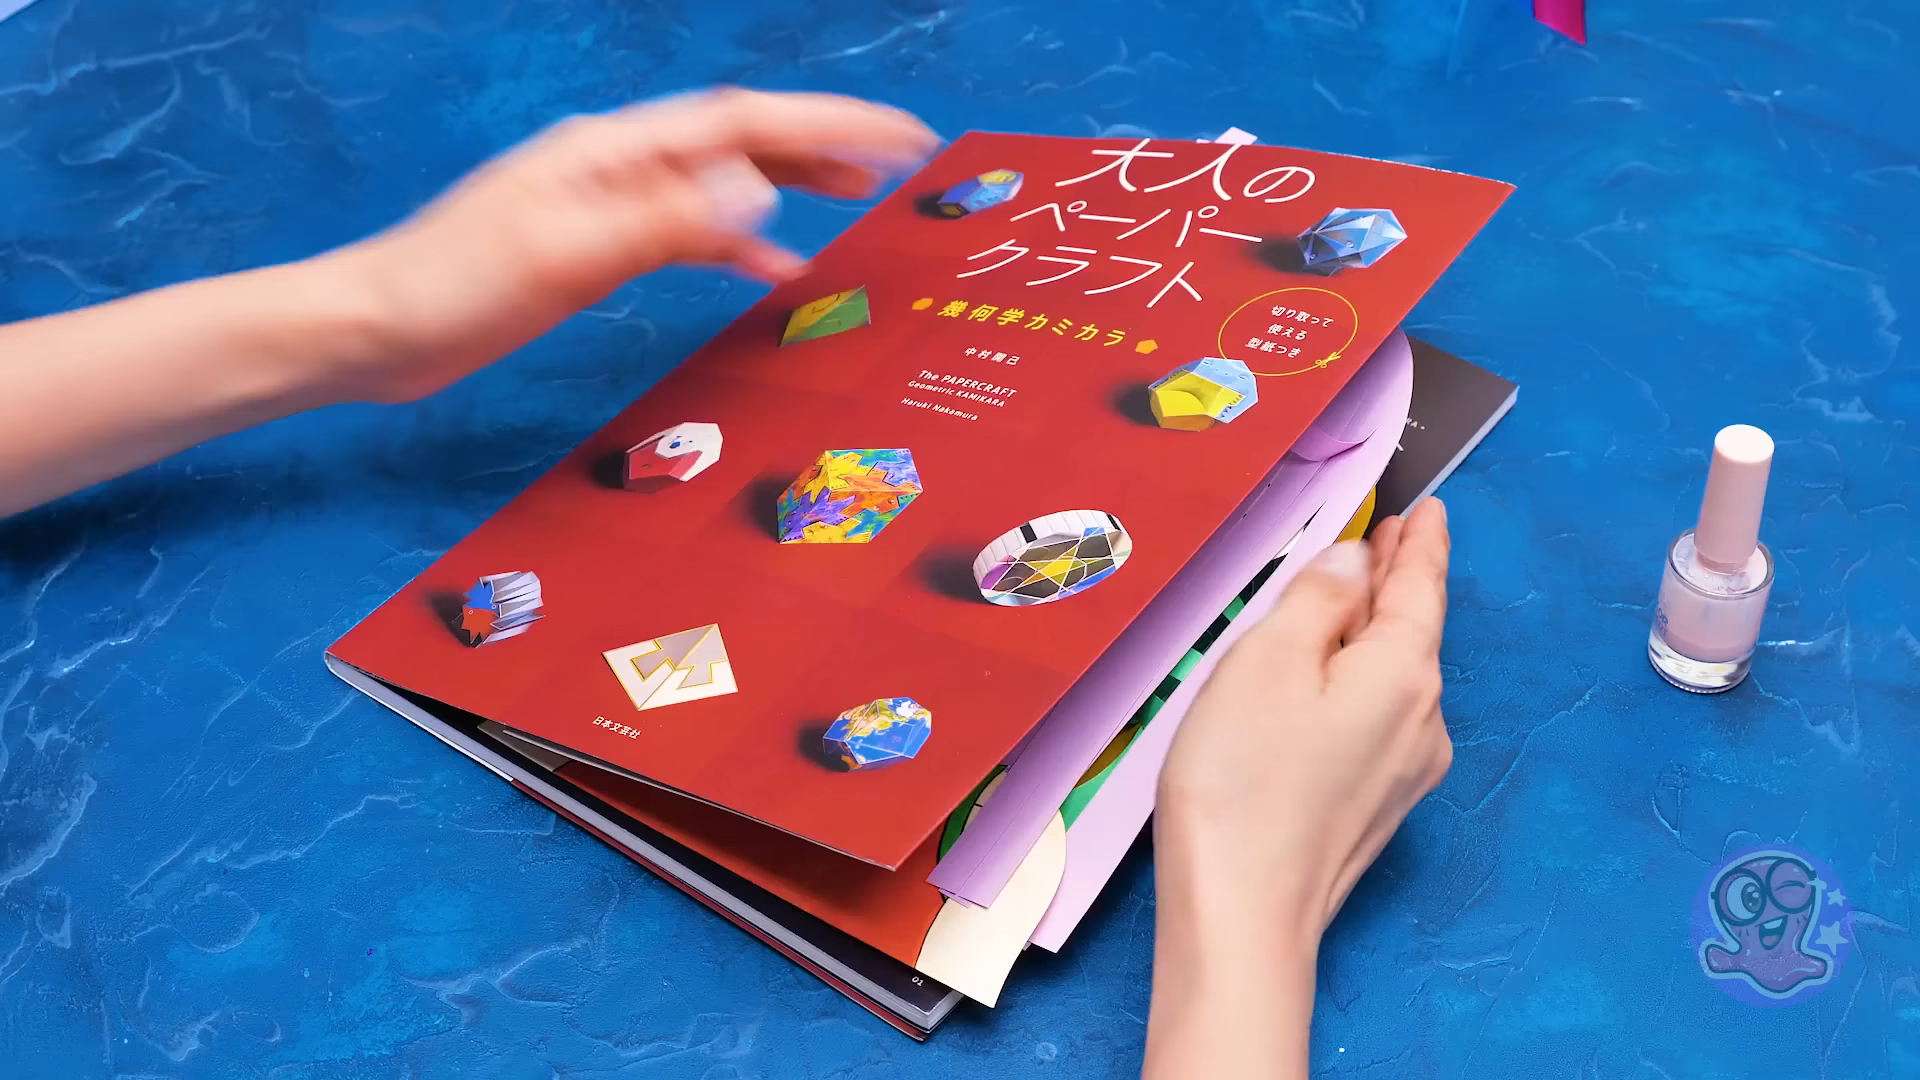 大人の
ペーパー
クラフト
幾何学カミカラ
中村開己
The PAPERCRAFT
Geometric KAMIKARA
Haruki Nakamura
切り取って
使える
型紙つき
日本文芸社
01